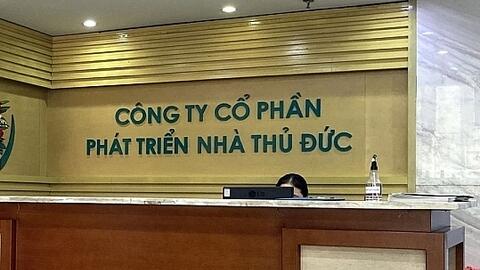 CÔNG TY CỔ PHẦN
PHÁT TRIỂN NHÀ THỦ ĐỨC